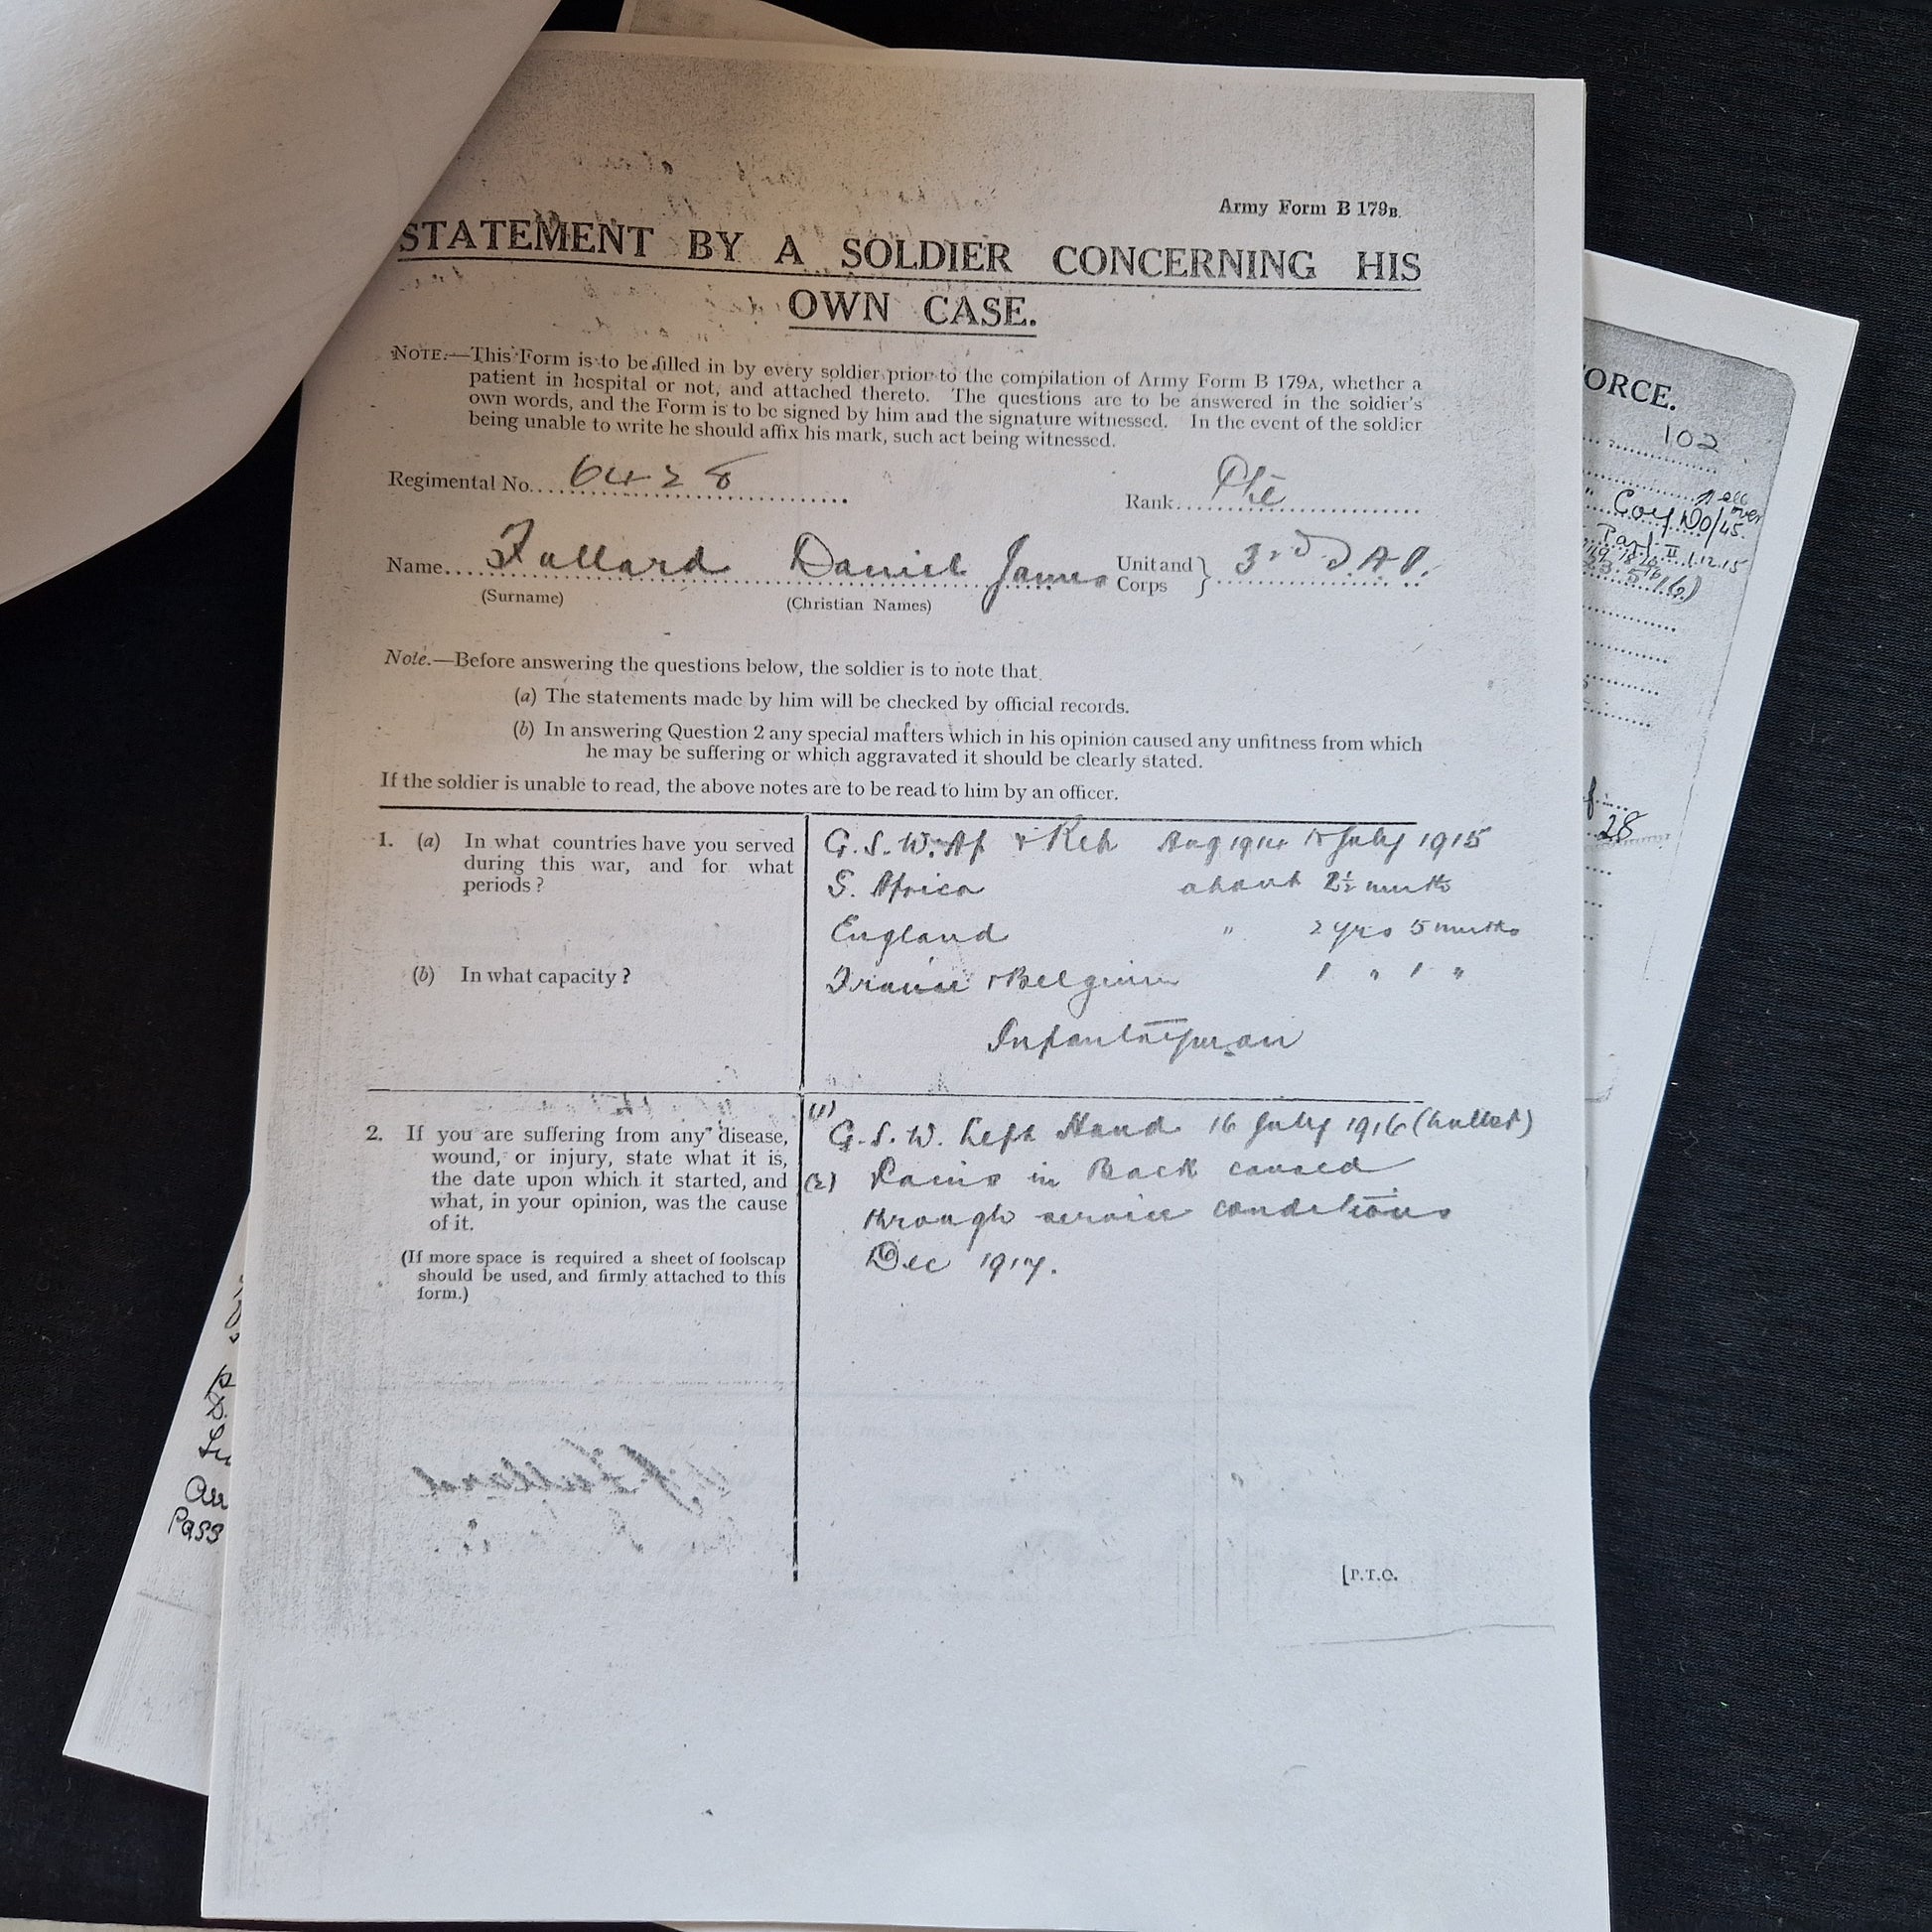 Army Form B 179B.
STATEMENT BY A SOLDIER CONCERNING HIS
OWN CASE.
NOTE:—This Form is to be filled in by every soldier prior to the compilation of Army Form B 179A, whether a
patient in hospital or not, and attached thereto. The questions are to be answered in the soldier's
own words, and the Form is to be signed by him and the signature witnessed. In the event of the soldier
being unable to write he should affix his mark, such act being witnessed.
Regimental No. 6428 Rank Pte
Name Fullard Daniel James Unit and Corps } 3rd S.A.I.
(Surname) (Christian Names)
Note.—Before answering the questions below, the soldier is to note that
(a) The statements made by him will be checked by official records.
(b) In answering Question 2 any special matters which in his opinion caused any unfitness from which
he may be suffering or which aggravated it should be clearly stated.
If the soldier is unable to read, the above notes are to be read to him by an officer.
1. (a) In what countries have you served
during this war, and for what
periods?
(b) In what capacity?
G. S. W. Af & Reb Aug 1914 to July 1915
S. Africa about 2½ mnths
England " 2 yrs 5 mnths
France & Belgium 1 " 1 "
Infantryman
2. If you are suffering from any disease,
wound, or injury, state what it is,
the date upon which it started, and
what, in your opinion, was the cause
of it.
(If more space is required a sheet of foolscap
should be used, and firmly attached to this
form.)
(1) G. S. W. Left Hand 16 July 1916 (bullet)
(2) Pains in Back caused
through service conditions
Dec 1917.
[P.T.O.
ORCE.
102
Coy DO/45.
Part II 1.12.15
28
Pass